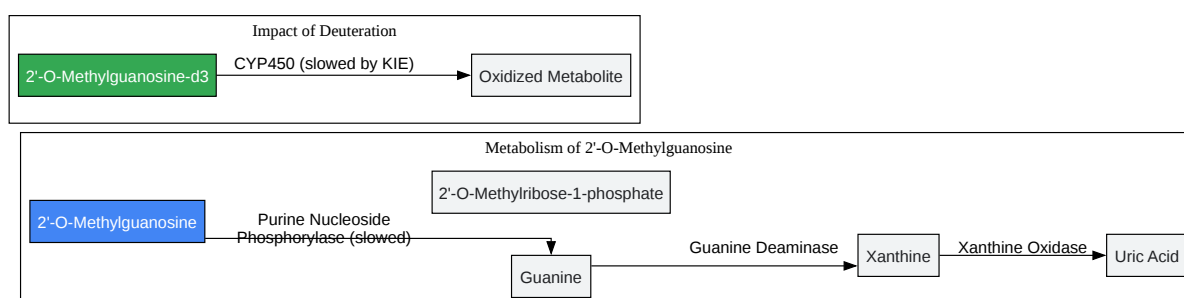 Impact of Deuteration
2'-O-Methylguanosine-d3
CYP450 (slowed by KIE)
Oxidized Metabolite
Metabolism of 2'-O-Methylguanosine
2'-O-Methylribose-1-phosphate
2'-O-Methylguanosine
Purine Nucleoside
Phosphorylase (slowed)
Guanine
Guanine Deaminase
Xanthine
Xanthine Oxidase
Uric Acid